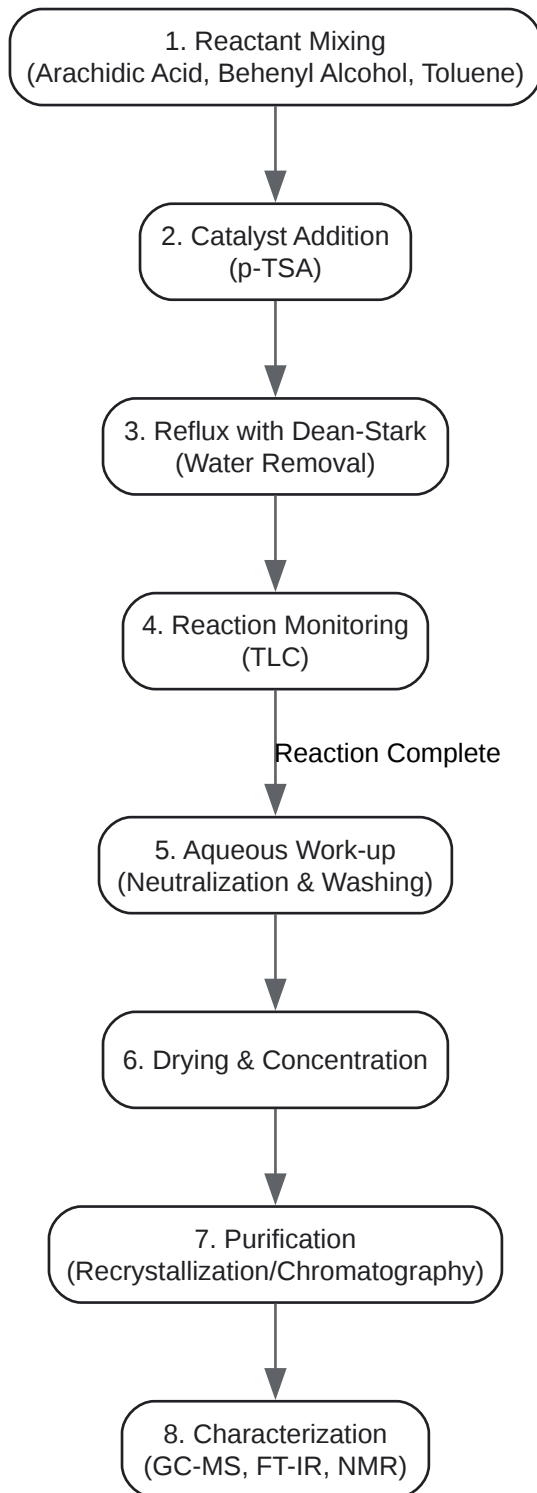 1. Reactant Mixing
(Arachidic Acid, Behenyl Alcohol, Toluene)
2. Catalyst Addition
(p-TSA)
3. Reflux with Dean-Stark
(Water Removal)
4. Reaction Monitoring
(TLC)
Reaction Complete
5. Aqueous Work-up
(Neutralization & Washing)
6. Drying & Concentration
7. Purification
(Recrystallization/Chromatography)
8. Characterization
(GC-MS, FT-IR, NMR)